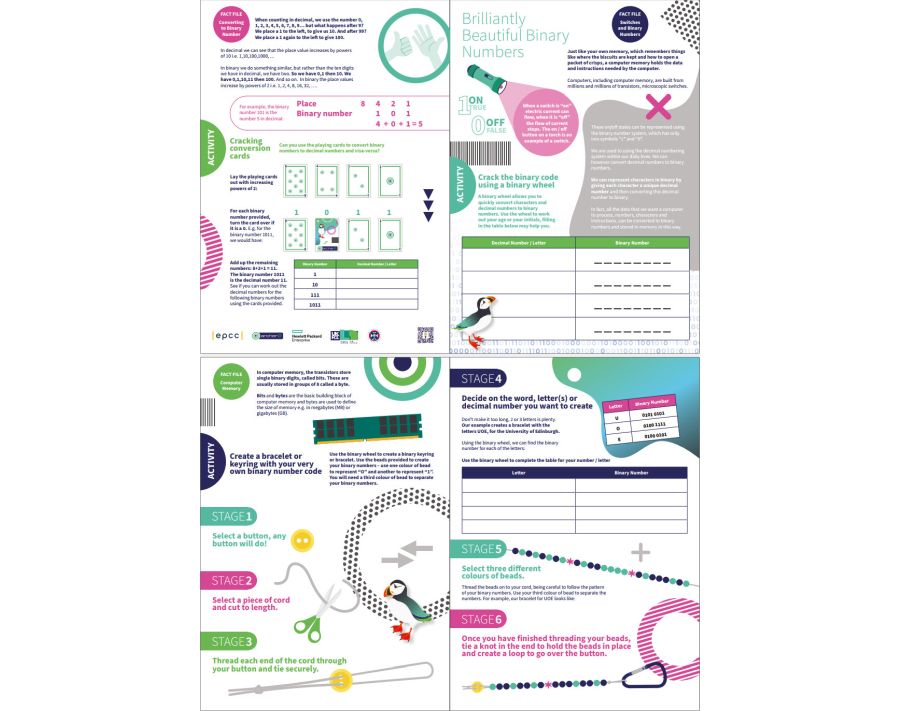 FACT FILE
Converting
to Binary
Number
When counting in decimal, we use the number 0,
1, 2, 3, 4, 5, 6, 7, 8, 9... but what happens after 9?
We place a 1 to the left, to give us 10. And after 99?
We place a 1 again to the left to give 100.
In decimal we can see that the place value increases by powers
of 10 i.e. 1,10,100,1000, ...
In binary we do something similar, but rather than the ten digits
we have in decimal, we have two. So we have 0,1 then 10. We
have 0,1,10,11 then 100. And so on. In binary the place values
increase by powers of 2 i.e. 1, 2, 4, 8, 16, 32, .....
For example, the binary
number 101 is the
number 5 in decimal:
Place 8 4 2 1
Binary number 1 0 1
4 + 0 + 1 = 5
ACTIVITY
Cracking
conversion
cards
Can you use the playing cards to convert binary
numbers to decimal numbers and vice versa?
Lay the playing cards
out with increasing
powers of 2:
For each binary
number provided,
turn the card over if
it is a 0. E.g. for the
binary number 1011,
we would have:
1 0 1 1
Add up the remaining
numbers: 8+2+1 = 11.
The binary number 1011
is the decimal number 11.
See if you can work out the
decimal numbers for the
following binary numbers
using the cards provided.
Binary Number Decimal Number / Letter
1
10
111
1011
epcc
archer2
Hewlett Packard
Enterprise
Brilliantly
Beautiful Binary
Numbers
FACT FILE
Switches
and Binary
Numbers
Just like your own memory, which remembers things
like where the biscuits are kept and how to open a
packet of crisps, a computer memory holds the data
and instructions needed by the computer.
Computers, including computer memory, are built from
millions and millions of transistors, microscopic switches.
1 ON
TRUE
0 OFF
FALSE
When a switch is "on"
electric current can
flow, when it is "off"
the flow of current
stops. The on / off
button on a torch is an
example of a switch.
These on/off states can be represented using
the binary number system, which has only
two symbols "1" and "0".
We are used to using the decimal numbering
system within our daily lives. We can
however convert decimal numbers to binary
numbers.
We can represent characters in binary by
giving each character a unique decimal
number and then converting this decimal
number to binary.
In fact, all the data that we want a computer
to process, numbers, characters and
instructions, can be converted to binary
numbers and stored in memory in this way.
ACTIVITY
Crack the binary code
using a binary wheel
A binary wheel allows you to
quickly convert characters and
decimal numbers to binary
numbers. Use the wheel to work
out your age or your initials, filling
in the table below may help you.
Decimal Number / Letter Binary Number
FACT FILE
Computer
Memory
In computer memory, the transistors store
single binary digits, called bits. These are
usually stored in groups of 8 called a byte.
Bits and bytes are the basic building block of
computer memory and bytes are used to define
the size of memory e.g. in megabytes (MB) or
gigabytes (GB).
ACTIVITY
Create a bracelet or
keyring with your very
own binary number code
Use the binary wheel to create a binary keyring
or bracelet. Use the beads provided to create
your binary numbers – use one colour of bead
to represent "0" and another to represent "1".
You will need a third colour of bead to separate
your binary numbers.
STAGE1
Select a button, any
button will do!
STAGE2
Select a piece of cord
and cut to length.
STAGE3
Thread each end of the cord through
your button and tie securely.
STAGE4
Decide on the word, letter(s) or
decimal number you want to create
Don't make it too long, 2 or 3 letters is plenty.
Our example creates a bracelet with the
letters UOE, for the University of Edinburgh.
Using the binary wheel, we can find the binary
number for each of the letters:
Letter Binary Number
U 0101 0101
O 0100 1111
E 0100 0101
Use the binary wheel to complete the table for your number / letter
Letter Binary Number
STAGE5
Select three different
colours of beads.
Thread the beads on to your cord, being careful to follow the pattern
of your binary numbers. Use your third colour of bead to separate the
numbers. For example, our bracelet for UOE looks like:
STAGE6
Once you have finished threading your beads,
tie a knot in the end to hold the beads in place
and create a loop to go over the button.